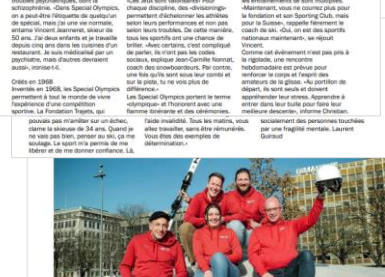 troubles psychiatriques, dont la
schizophrénie. «Dans Special Olympics,
on a peut-être l'étiquette de quelqu'un
de spécial, mais j'ai une vie normale,
entame Vincent Jeanneret, skieur de
50 ans. J'ai deux enfants et je travaille
depuis cinq ans dans les cuisines d'un
restaurant. Je suis médicalisé par un
psychiatre, mais d'autres devraient
aussi», ironise-t-il.
Créés en 1968
Inventés en 1968, les Special Olympics
permettent à tout le monde de vivre
l'expérience d'une compétition
sportive. La Fondation Trajets, qui
chaque discipline, des «divisionings»
permettent d'échelonner les athlètes
selon leurs performances et non pas
selon leurs troubles. De cette manière,
tous les sportifs ont une chance de
briller. «Avec certains, c'est compliqué
de parler, ils n'ont pas les codes
sociaux, explique Jean-Camille Nonnat,
coach des snowboardeurs. Par contre,
une fois qu'ils sont sous leur combi et
sur la piste, tu ne vois plus de
différence.»
Les Special Olympics portent le terme
«olympique» et l'honorent avec une
flamme itinérante et des cérémonies.
les entraînements se sont multipliés.
«Maintenant, vous ne courez plus pour
la fondation et son Sporting Club, mais
pour la Suisse», rappelle fièrement le
coach de ski. «Oui, on est des sportifs
nationaux maintenant», se réjouit
Vincent.
Comme cet événement n'est pas pris à
la rigolade, une rencontre
hebdomadaire est prévue pour
renforcer le corps et l'esprit des
amateurs de la glisse. «Au portillon de
départ, ils sont seuls et doivent
appréhender leur stress. Apprendre à
entrer dans leur bulle pour faire leur
meilleure descente», informe Christian.
pouvais pas m'arrêter sur un échec,
clame la skieuse de 34 ans. Quand je
ne vais pas bien, penser au ski, ça me
soulage. Le sport m'a permis de me
libérer et de me donner confiance. Là,
l'aide invalidité. Tous les matins, vous
allez travailler, sans être rémunérés.
Vous êtes des exemples de
détermination.»
socialement des personnes touchées
par une fragilité mentale. Laurent
Guiraud